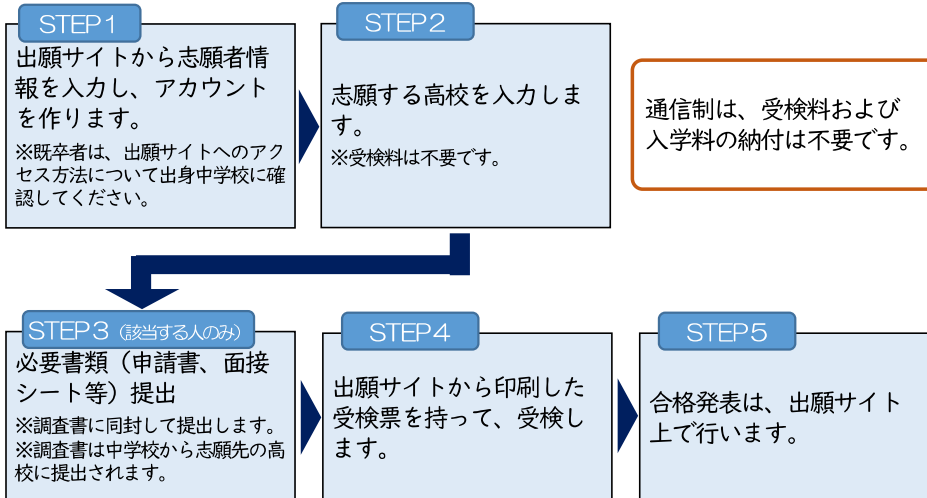 STEP1
出願サイトから志願者情
報を入力し、アカウント
を作ります。
※既卒者は、出願サイトへのアク
セス方法について出身中学校に確
認してください。
STEP2
志願する高校を入力しま
す。
※受検料は不要です。
通信制は、受検料および
入学料の納付は不要です。
STEP3（該当する人のみ）
必要書類（申請書、面接
シート等）提出
※調査書に同封して提出します。
※調査書は中学校から志願先の高
校に提出されます。
STEP4
出願サイトから印刷した
受検票を持って、受検し
ます。
STEP5
合格発表は、出願サイト
上で行います。